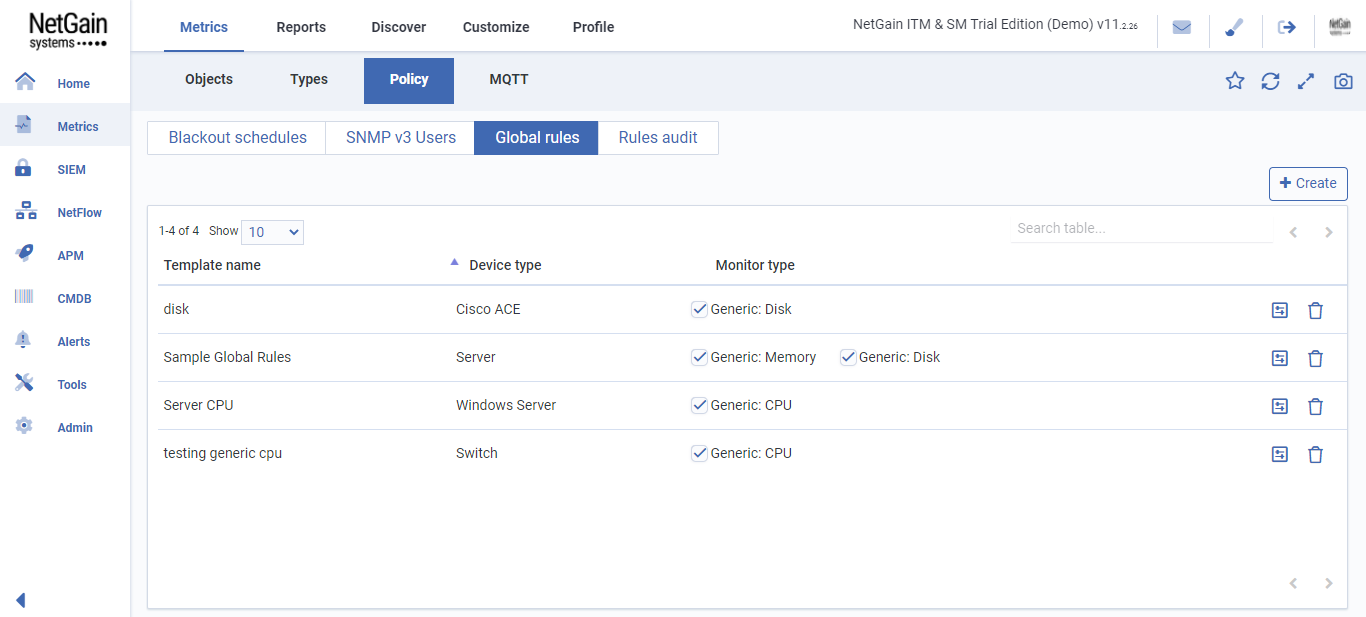 NetGain
systems
Metrics Reports Discover Customize Profile
NetGain ITM & SM Trial Edition (Demo) v11.2.26
NetGain
Home
Metrics
SIEM
NetFlow
APM
CMDB
Alerts
Tools
Admin
Objects Types Policy MQTT
Blackout schedules SNMP v3 Users Global rules Rules audit
+ Create
1-4 of 4 Show 10 Search table...
Template name Device type Monitor type
disk Cisco ACE Generic: Disk
Sample Global Rules Server Generic: Memory Generic: Disk
Server CPU Windows Server Generic: CPU
testing generic cpu Switch Generic: CPU